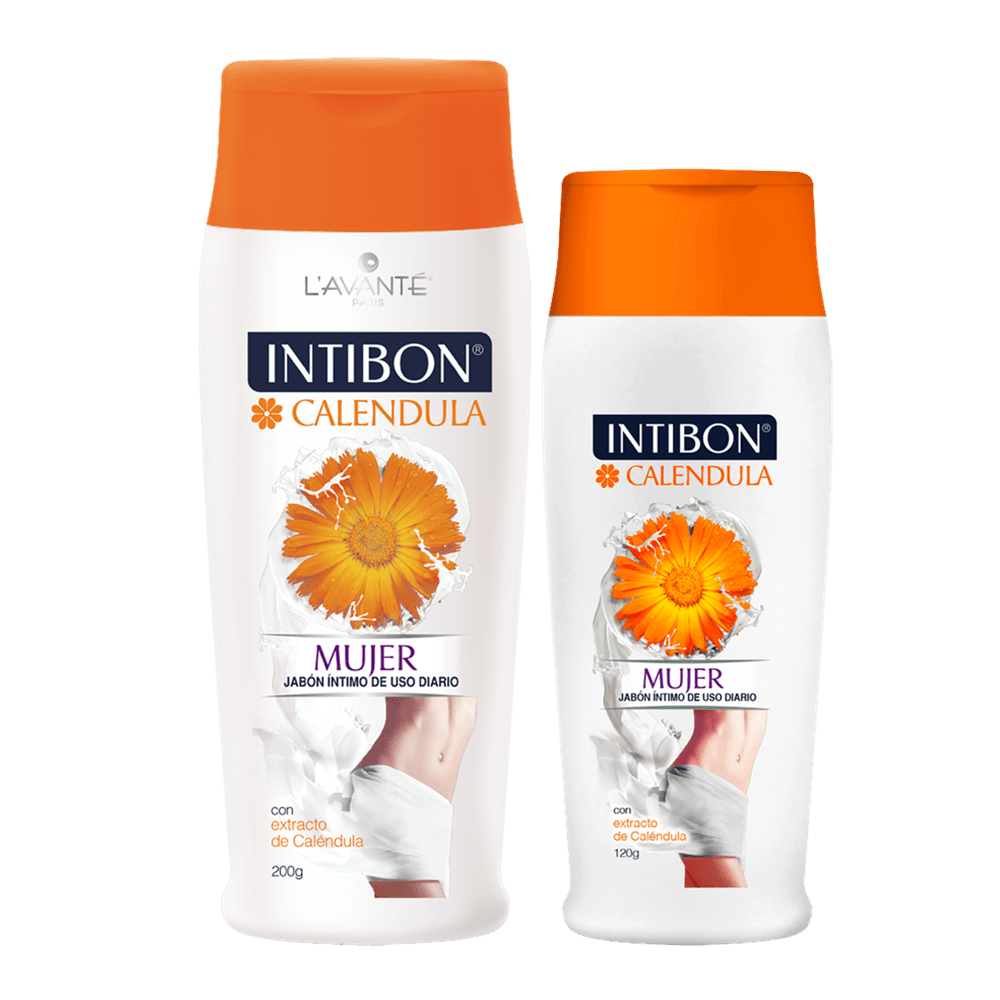 L'AVANTÉ
PARIS
INTIBON®
CALENDULA
MUJER
JABÓN ÍNTIMO DE USO DIARIO
con
extracto
de Caléndula
200g
INTIBON®
CALENDULA
MUJER
JABÓN ÍNTIMO DE USO DIARIO
con
extracto
de Caléndula
120g